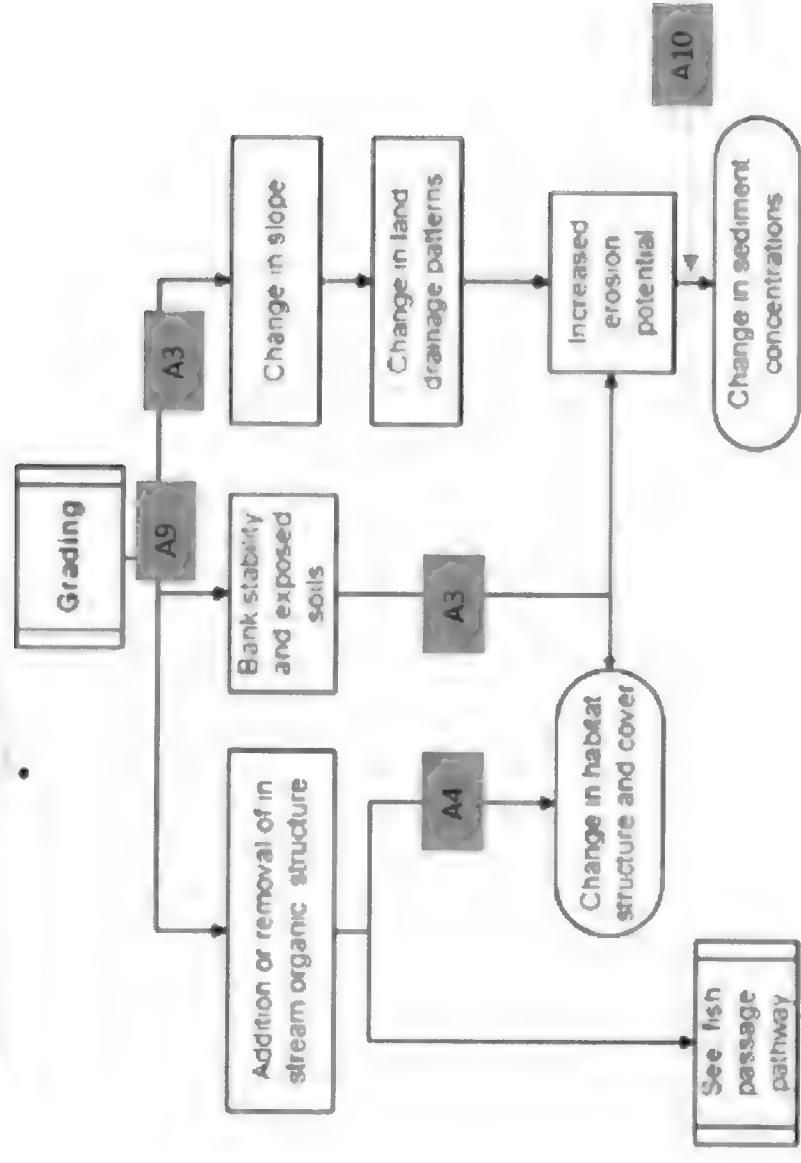 Grading
A9
A3
Addition or removal of in
stream organic structure
Bank stability
and exposed
soils
Change in slope
Change in land
drainage patterns
A4
A3
Change in habitat
structure and cover
Increased
erosion
potential
A10
See fish
passage
pathway
Change in sediment
concentrations